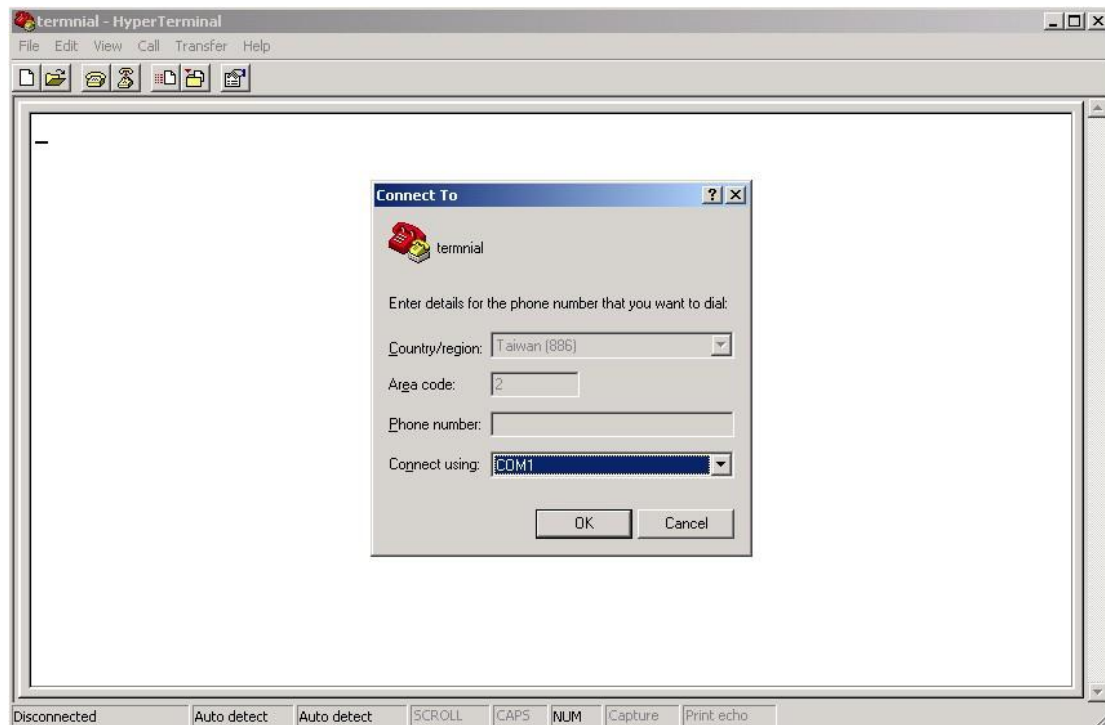 termnial - HyperTerminal
File Edit View Call Transfer Help
Connect To
termnial
Enter details for the phone number that you want to dial:
Country/region: Taiwan (886)
Area code: 2
Phone number:
Connect using: COM1
OK Cancel
Disconnected Auto detect Auto detect SCROLL CAPS NUM Capture Print echo